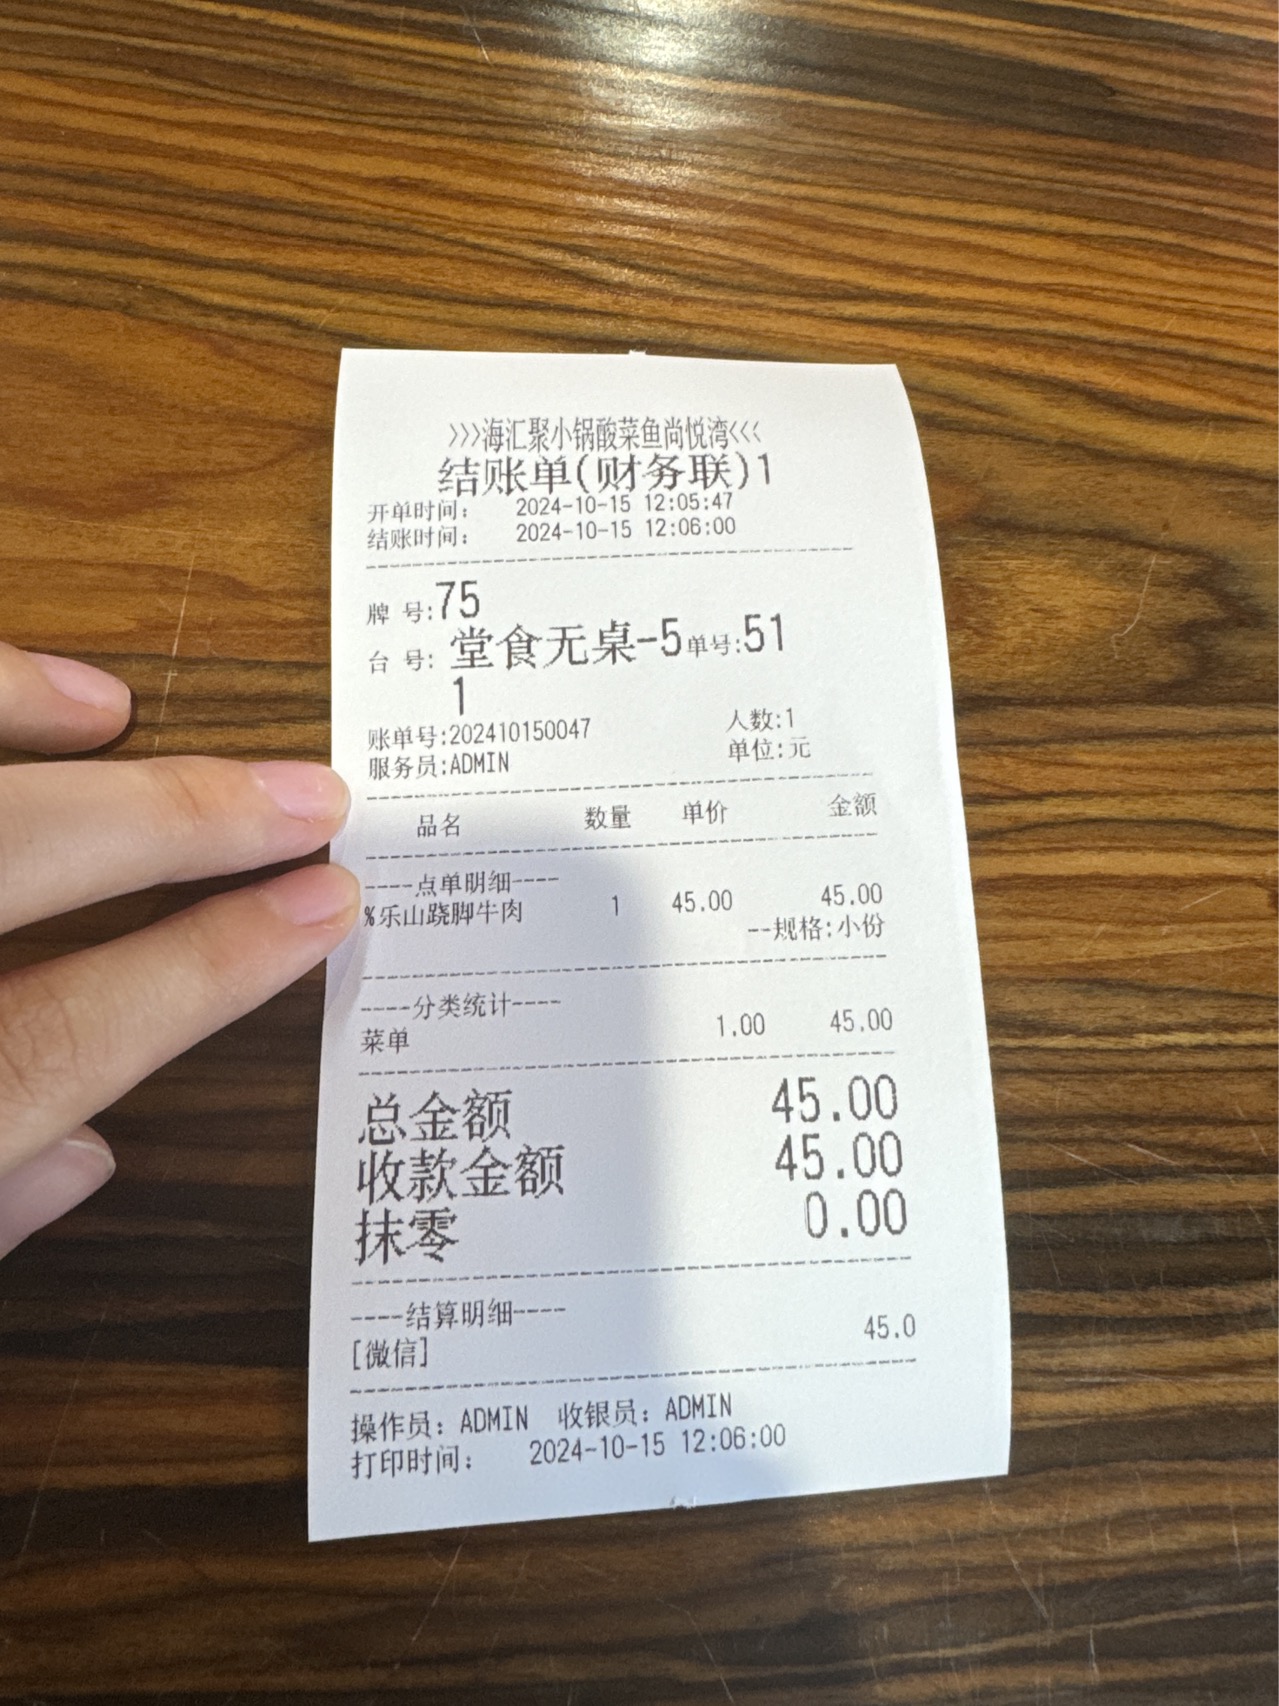 >>>海汇聚小锅酸菜鱼尚悦湾<<<
结账单(财务联)1
开单时间: 2024-10-15 12:05:47
结账时间: 2024-10-15 12:06:00
牌 号:75
台 号: 堂食无桌-5单号:51
1
账单号:202410150047 人数:1
服务员:ADMIN 单位:元
品名 数量 单价 金额
----点单明细----
%乐山跷脚牛肉 1 45.00 45.00
--规格:小份
----分类统计----
菜单 1.00 45.00
总金额 45.00
收款金额 45.00
抹零 0.00
----结算明细----
[微信] 45.0
操作员: ADMIN 收银员: ADMIN
打印时间: 2024-10-15 12:06:00